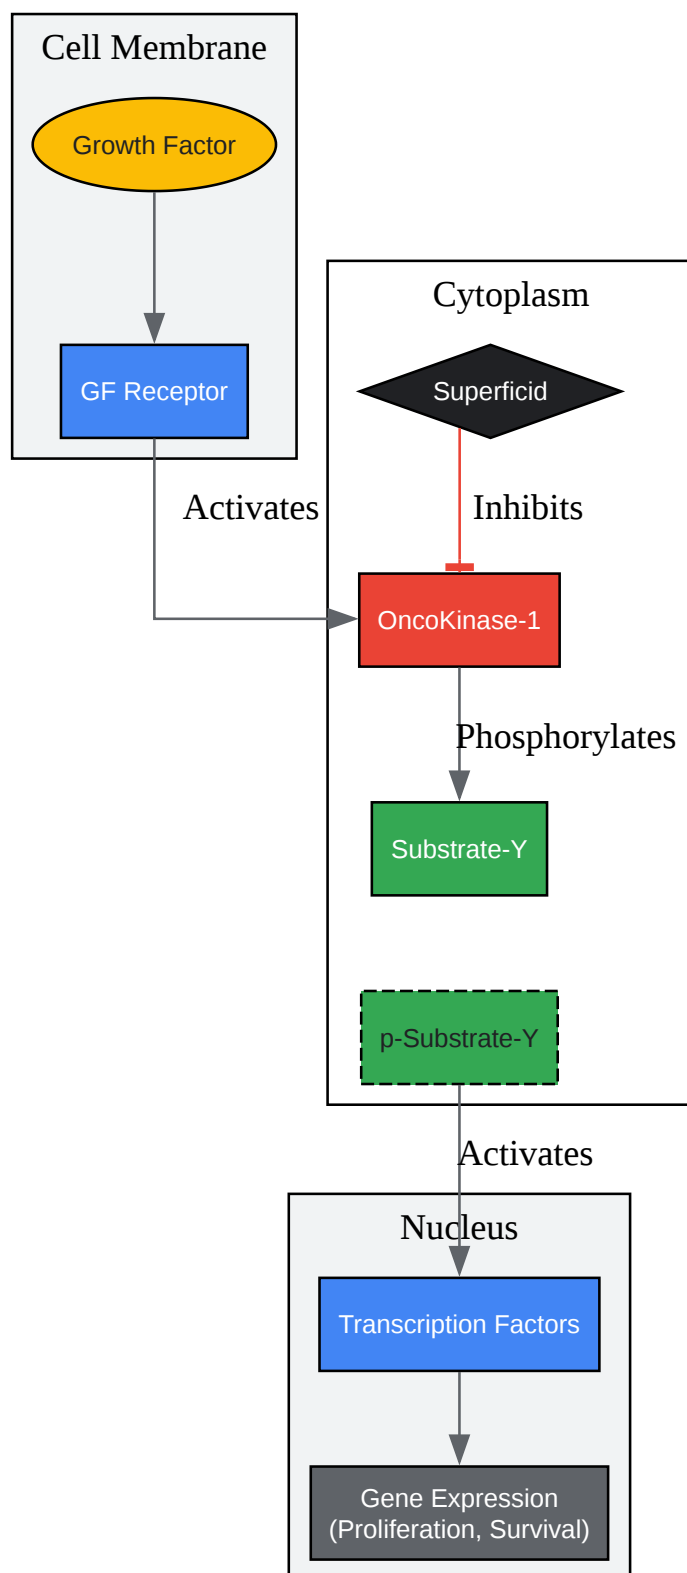 Cell Membrane
Growth Factor
GF Receptor
Activates
Cytoplasm
Superficid
Inhibits
OncoKinase-1
Phosphorylates
Substrate-Y
p-Substrate-Y
Activates
Nucleus
Transcription Factors
Gene Expression
(Proliferation, Survival)